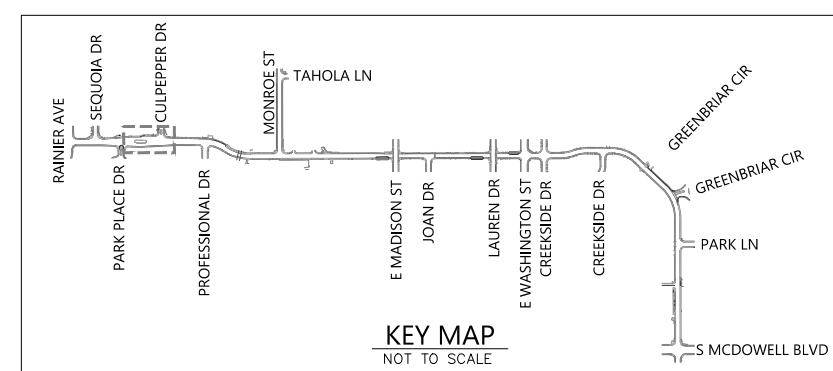 RAINIER AVE
SEQUOIA DR
PARK PLACE DR
CULPEPPER DR
PROFESSIONAL DR
MONROE ST
TAHOLA LN
E MADISON ST
JOAN DR
LAUREN DR
E WASHINGTON ST
CREEKSIDE DR
CREEKSIDE DR
GREENBRIAR CIR
GREENBRIAR CIR
PARK LN
S MCDOWELL BLVD
KEY MAP
NOT TO SCALE